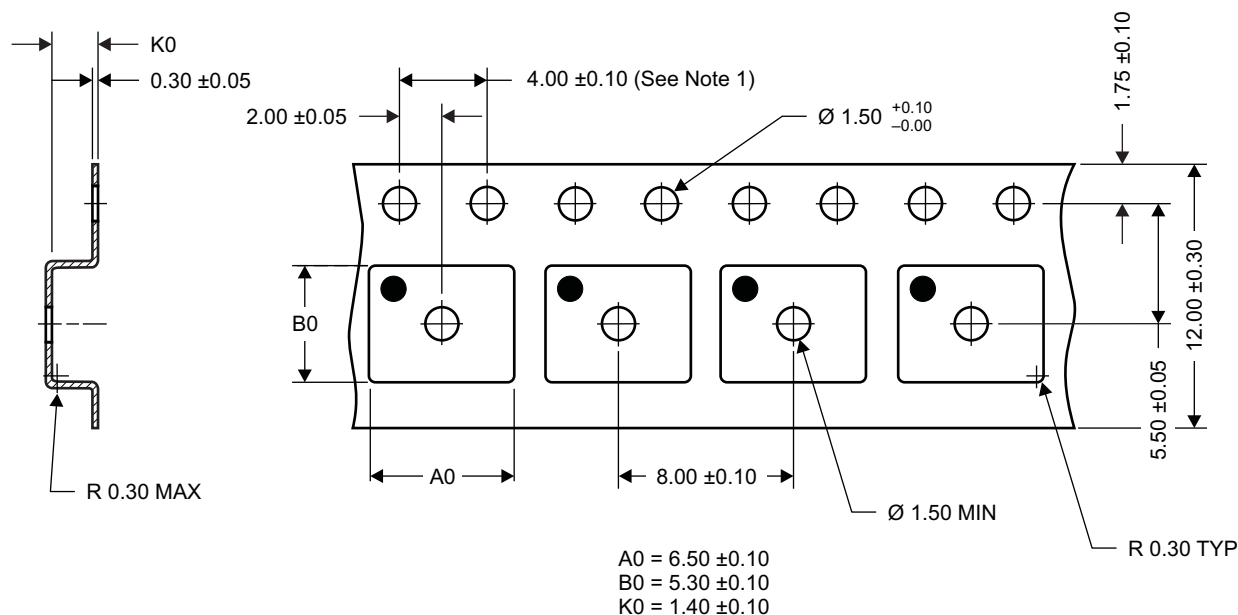 K0
0.30 ±0.05
4.00 ±0.10 (See Note 1)
2.00 ±0.05
Ø 1.50 +0.10 –0.00
1.75 ±0.10
B0
12.00 ±0.30
5.50 ±0.05
R 0.30 MAX
A0
8.00 ±0.10
Ø 1.50 MIN
R 0.30 TYP
A0 = 6.50 ±0.10
B0 = 5.30 ±0.10
K0 = 1.40 ±0.10